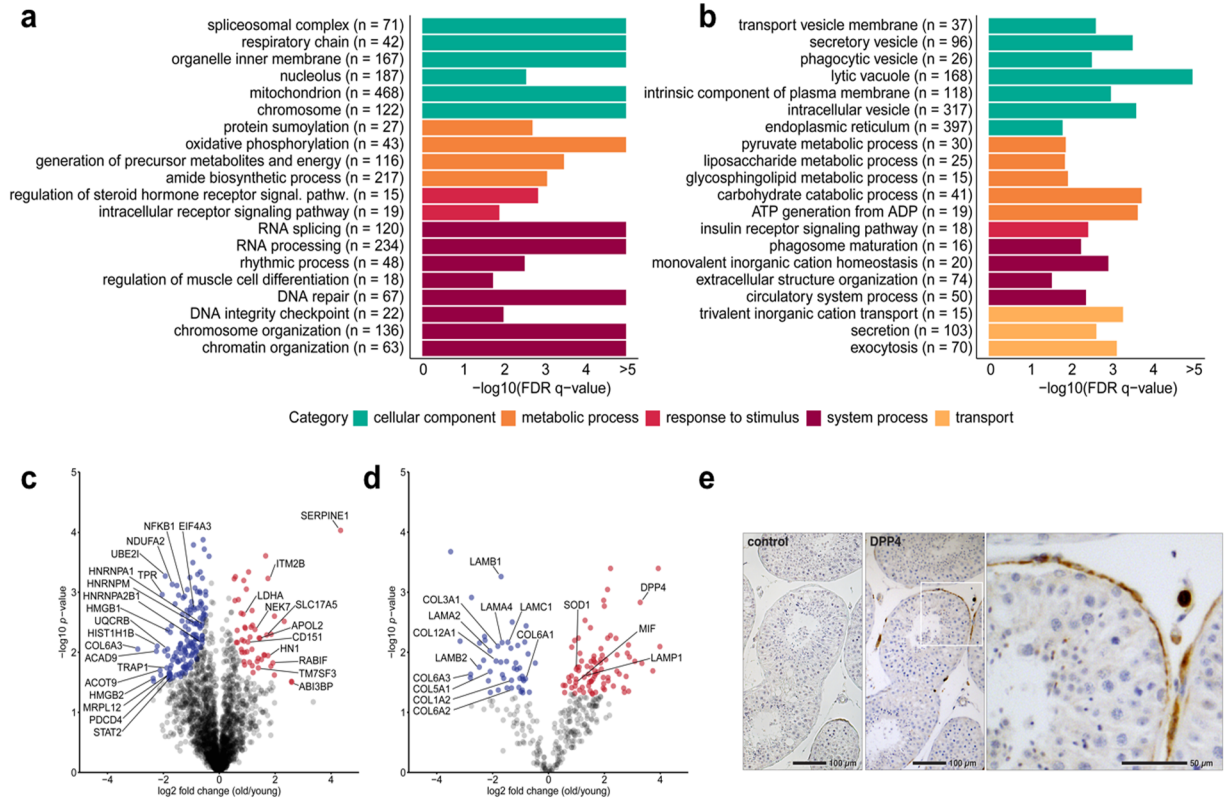 a
spliceosomal complex (n = 71)
respiratory chain (n = 42)
organelle inner membrane (n = 167)
nucleolus (n = 187)
mitochondrion (n = 468)
chromosome (n = 122)
protein sumoylation (n = 27)
oxidative phosphorylation (n = 43)
generation of precursor metabolites and energy (n = 116)
amide biosynthetic process (n = 217)
regulation of steroid hormone receptor signal. pathw. (n = 15)
intracellular receptor signaling pathway (n = 19)
RNA splicing (n = 120)
RNA processing (n = 234)
rhythmic process (n = 48)
regulation of muscle cell differentiation (n = 18)
DNA repair (n = 67)
DNA integrity checkpoint (n = 22)
chromosome organization (n = 136)
chromatin organization (n = 63)
0 1 2 3 4 >5
−log10(FDR q−value)
b
transport vesicle membrane (n = 37)
secretory vesicle (n = 96)
phagocytic vesicle (n = 26)
lytic vacuole (n = 168)
intrinsic component of plasma membrane (n = 118)
intracellular vesicle (n = 317)
endoplasmic reticulum (n = 397)
pyruvate metabolic process (n = 30)
liposaccharide metabolic process (n = 25)
glycosphingolipid metabolic process (n = 15)
carbohydrate catabolic process (n = 41)
ATP generation from ADP (n = 19)
insulin receptor signaling pathway (n = 18)
phagosome maturation (n = 16)
monovalent inorganic cation homeostasis (n = 20)
extracellular structure organization (n = 74)
circulatory system process (n = 50)
trivalent inorganic cation transport (n = 15)
secretion (n = 103)
exocytosis (n = 70)
0 1 2 3 4 >5
−log10(FDR q−value)
Category cellular component metabolic process response to stimulus system process transport
c
5
4
3
2
1
0
−log10 p−value
SERPINE1
NFKB1 EIF4A3
NDUFA2
UBE2I
ITM2B
HNRNPA1 TPR
HNRNPM
HNRNPA2B1
LDHA
NEK7 SLC17A5
HMGB1
UQCRB
APOL2
HIST1H1B
CD151
COL6A3
HN1
ACAD9
RABIF
TRAP1
TM7SF3
ACOT9
ABI3BP
HMGB2
MRPL12
PDCD4
STAT2
−4 −2 0 2 4
log2 fold change (old/young)
d
5
4
3
2
1
0
−log10 p−value
LAMB1
DPP4
COL3A1
LAMA4 LAMC1
SOD1
LAMA2
COL12A1
COL6A1
MIF
LAMB2
LAMP1
COL6A3
COL5A1
COL1A2
COL6A2
−4 −2 0 2 4
log2 fold change (old/young)
e
control DPP4
100 µm 100 µm 50 µm